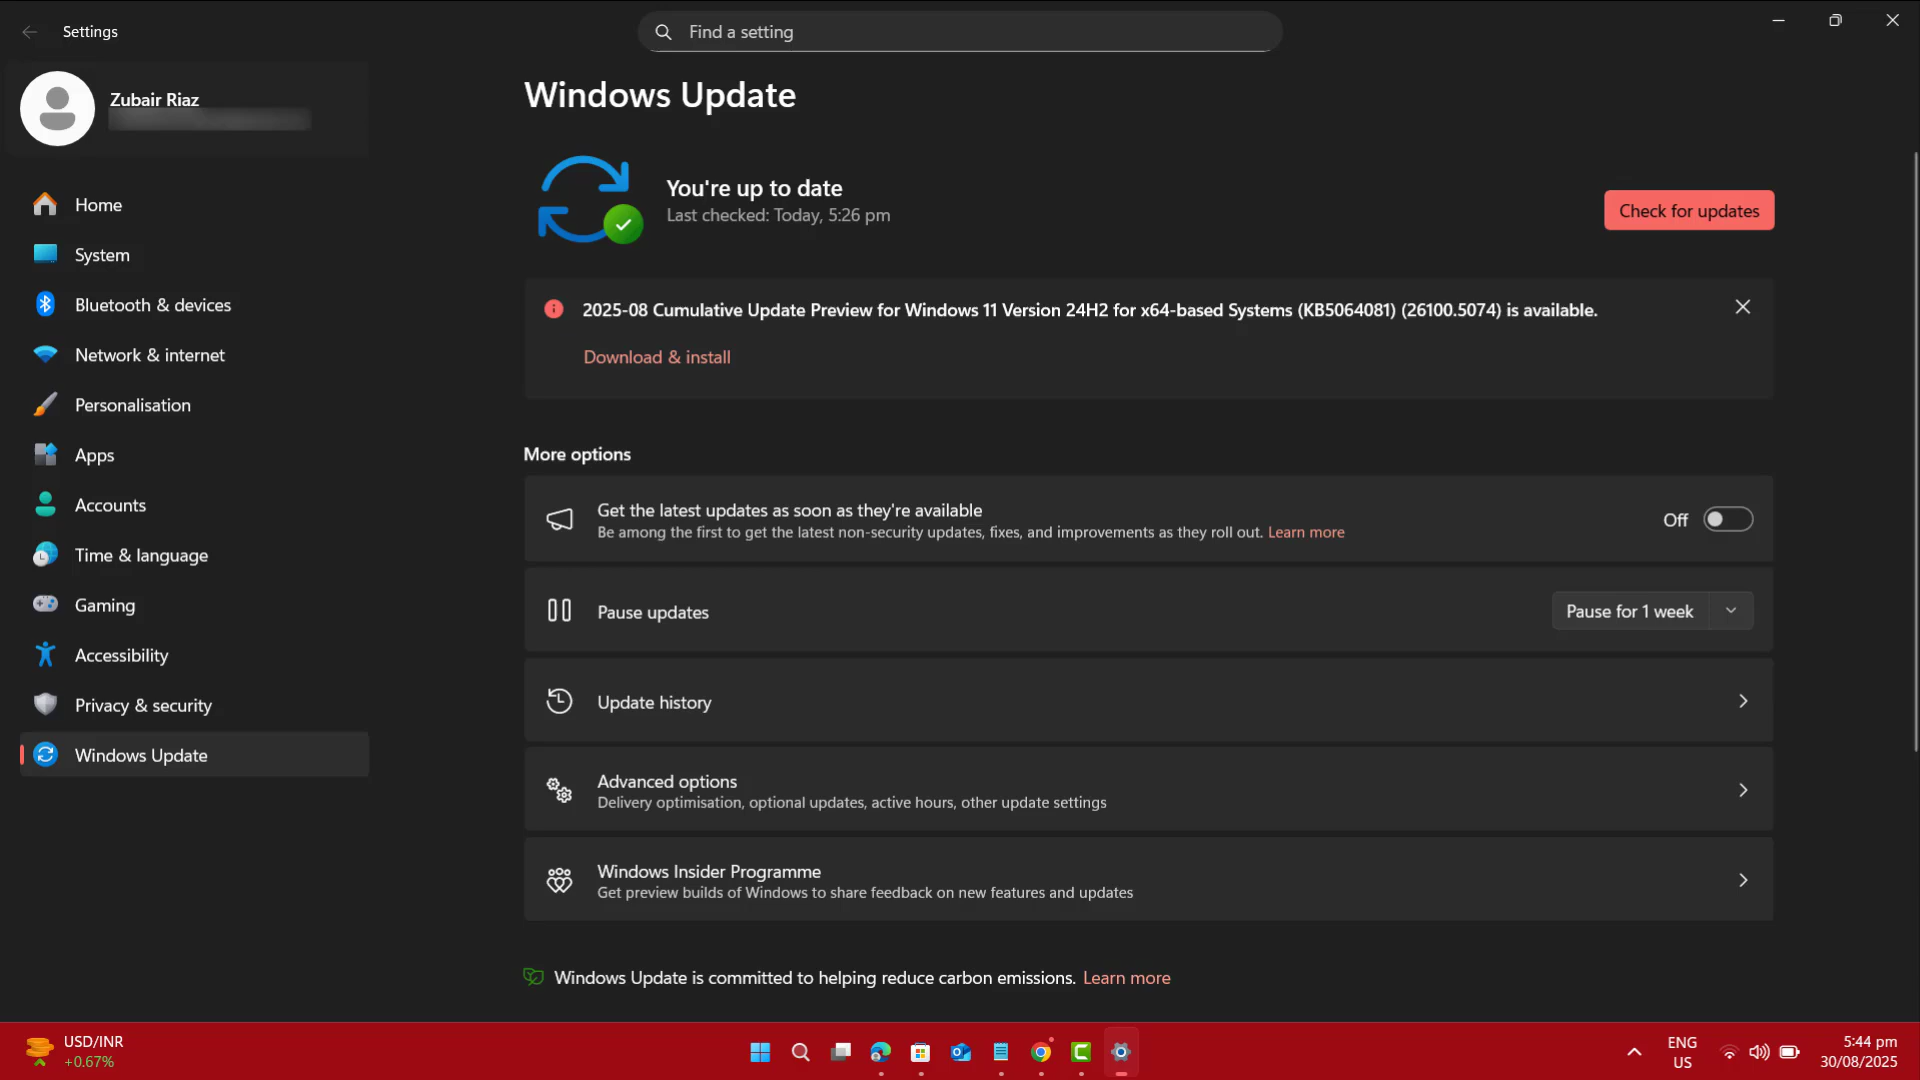 Settings
Find a setting
Zubair Riaz
Home
System
Bluetooth & devices
Network & internet
Personalisation
Apps
Accounts
Time & language
Gaming
Accessibility
Privacy & security
Windows Update
Windows Update
You're up to date
Last checked: Today, 5:26 pm
Check for updates
2025-08 Cumulative Update Preview for Windows 11 Version 24H2 for x64-based Systems (KB5064081) (26100.5074) is available.
Download & install
More options
Get the latest updates as soon as they're available
Be among the first to get the latest non-security updates, fixes, and improvements as they roll out. Learn more
Off
Pause updates
Pause for 1 week
Update history
Advanced options
Delivery optimisation, optional updates, active hours, other update settings
Windows Insider Programme
Get preview builds of Windows to share feedback on new features and updates
Windows Update is committed to helping reduce carbon emissions. Learn more
USD/INR
+0.67%
ENG
US
5:44 pm
30/08/2025